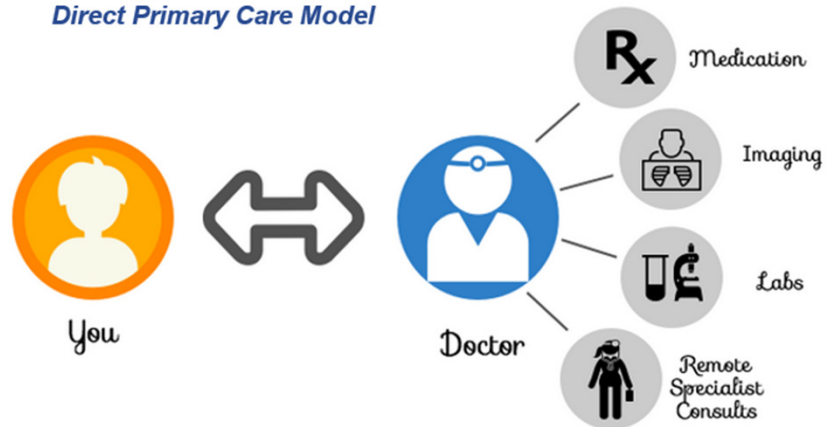 Direct Primary Care Model
Rx
Medication
Imaging
Labs
You
Doctor
Remote
Specialist
Consults